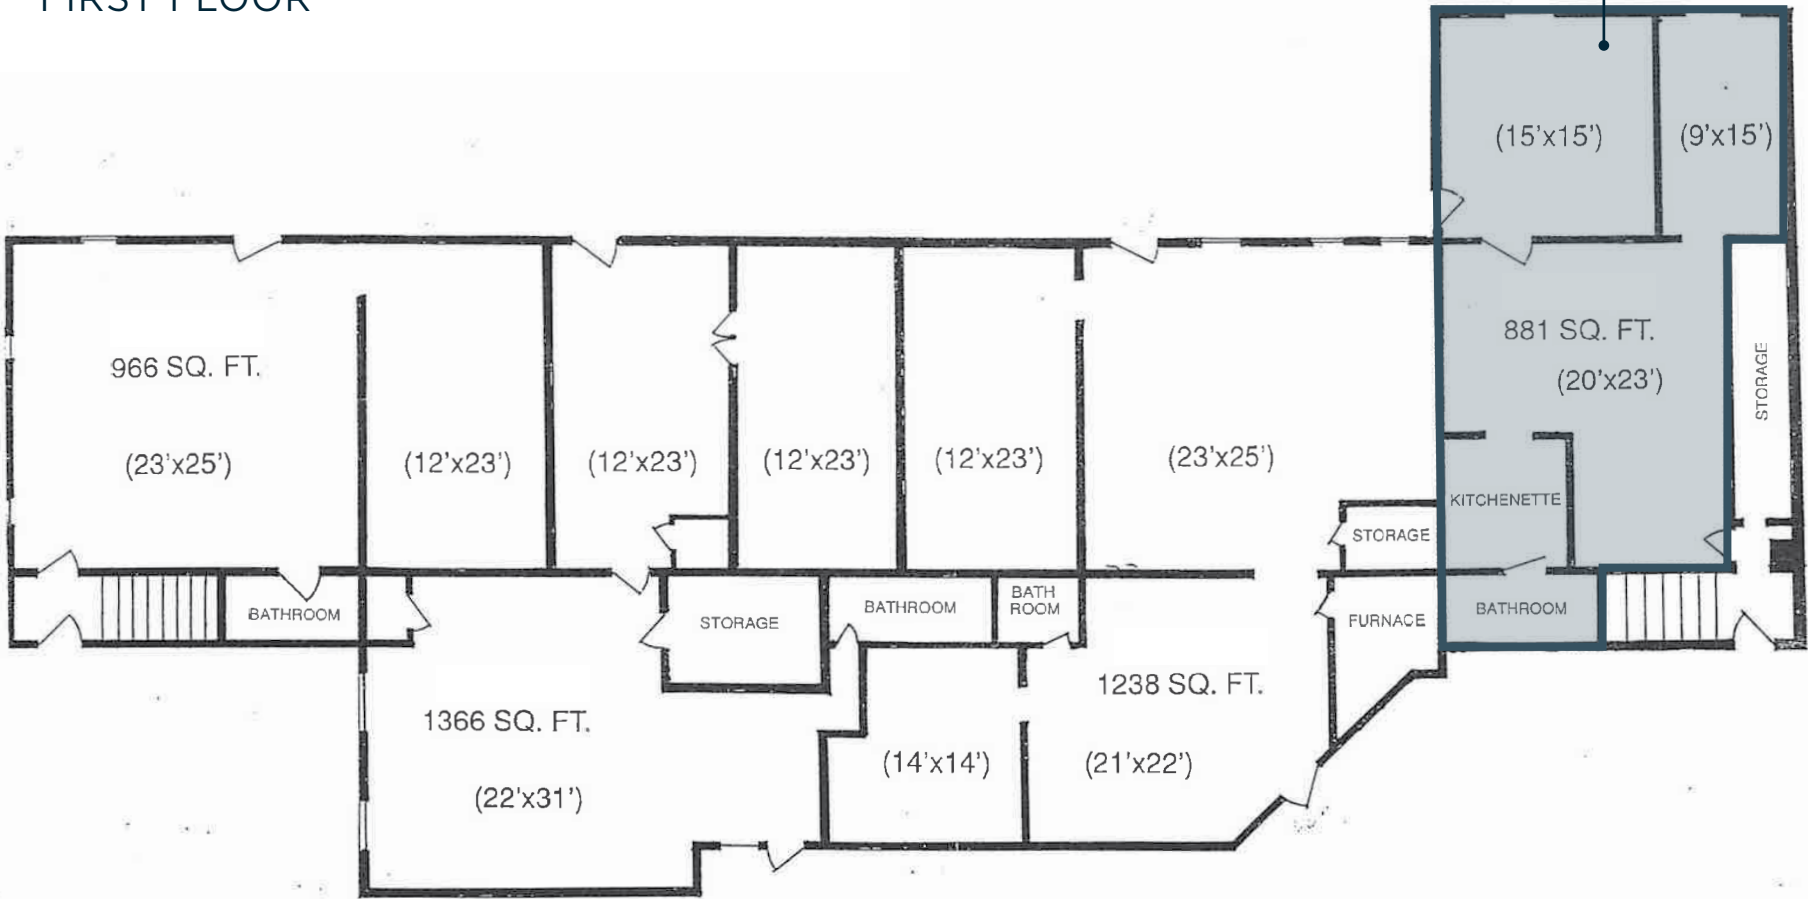 FIRST FLOOR
(15'x15')
(9'x15')
881 SQ. FT.
(20'x23')
STORAGE
966 SQ. FT.
(23'x25')
(12'x23')
(12'x23')
(12'x23')
(12'x23')
(23'x25')
KITCHENETTE
STORAGE
BATHROOM
STORAGE
BATHROOM
BATH
ROOM
FURNACE
BATHROOM
1366 SQ. FT.
(22'x31')
1238 SQ. FT.
(14'x14')
(21'x22')